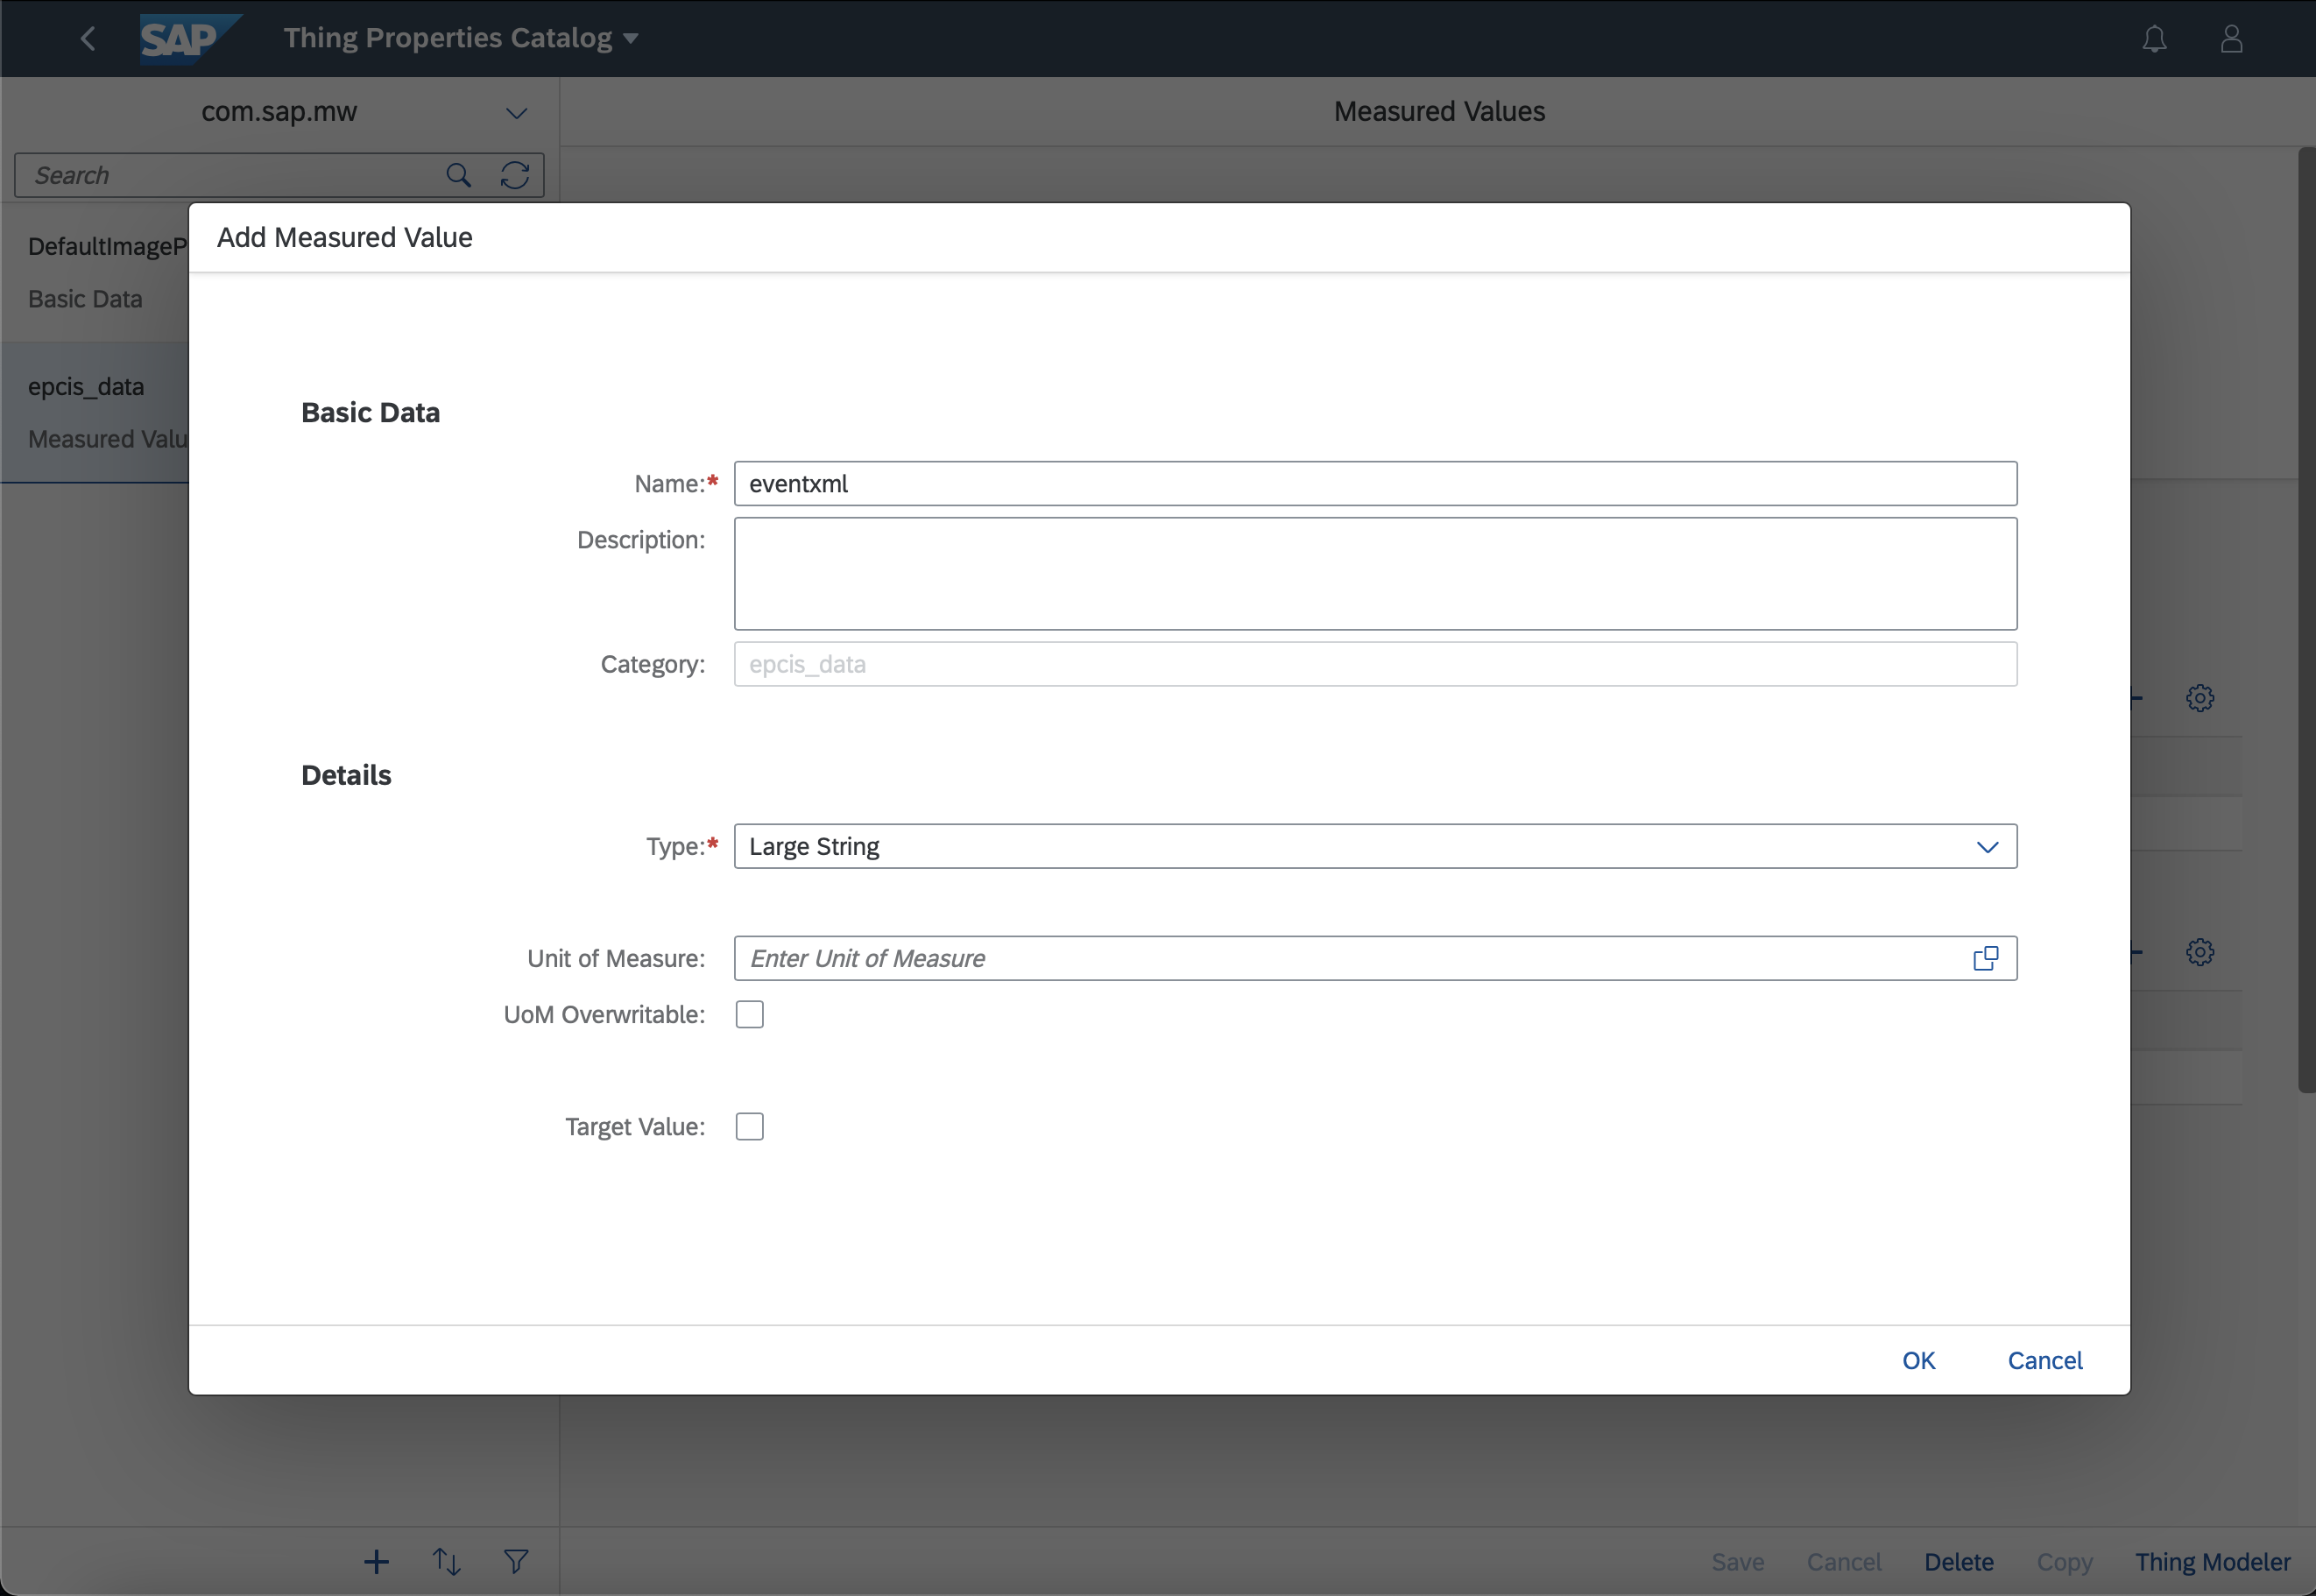 SAP Thing Properties Catalog
com.sap.mw
Measured Values
Search
DefaultImageP
Basic Data
epcis_data
Measured Valu
Add Measured Value
Basic Data
Name:* eventxml
Description:
Category: epcis_data
Details
Type:* Large String
Unit of Measure: Enter Unit of Measure
UoM Overwritable:
Target Value:
OK Cancel
Save Cancel Delete Copy Thing Modeler